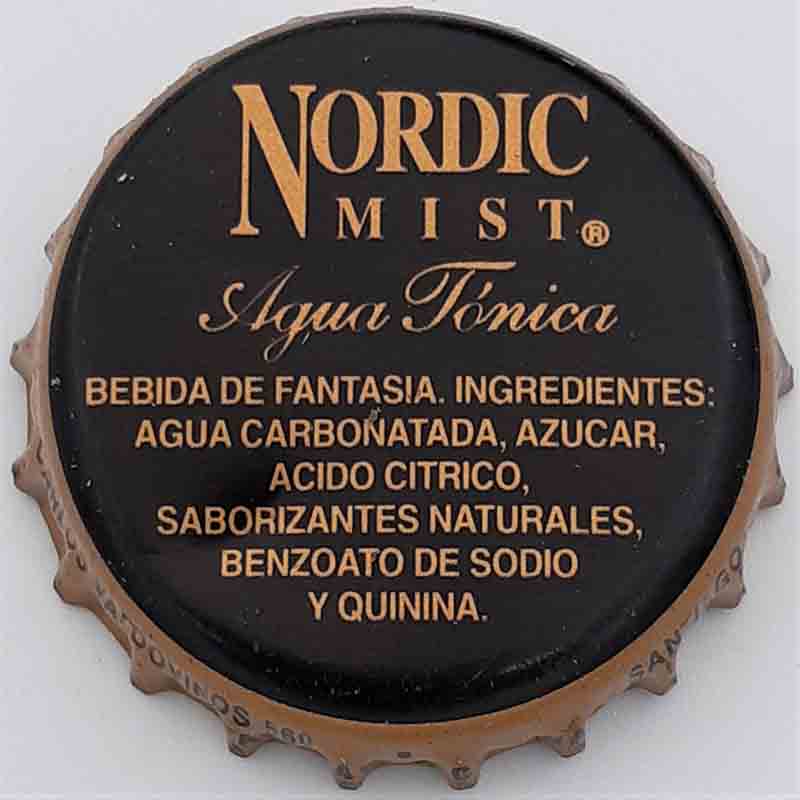 NORDIC
MIST®
Agua Tónica
BEBIDA DE FANTASIA. INGREDIENTES:
AGUA CARBONATADA, AZUCAR,
ACIDO CITRICO,
SABORIZANTES NATURALES,
BENZOATO DE SODIO
Y QUININA.
560